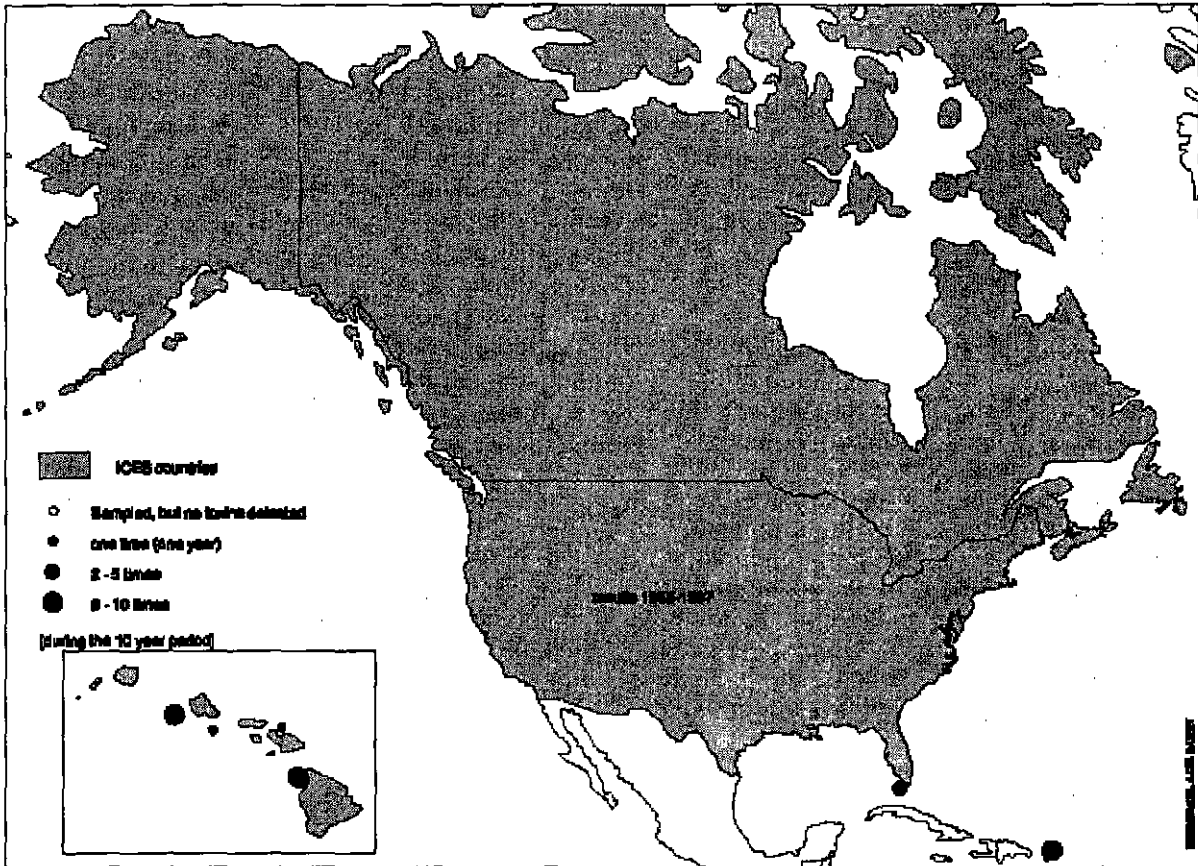 ICES countries
Sampled, but no toxins detected
one time (one year)
2 - 5 times
6 - 10 times
[during the 10 year period]